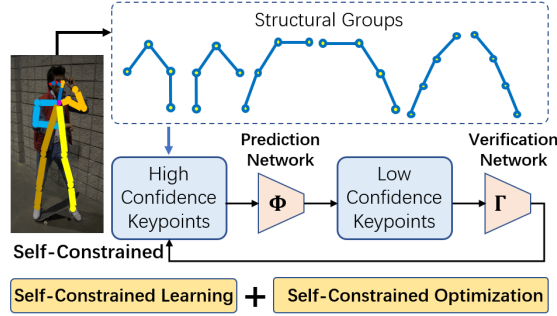 Structural Groups
Prediction
Network
Verification
Network
High
Confidence
Keypoints
Φ
Low
Confidence
Keypoints
Γ
Self-Constrained
Self-Constrained Learning + Self-Constrained Optimization